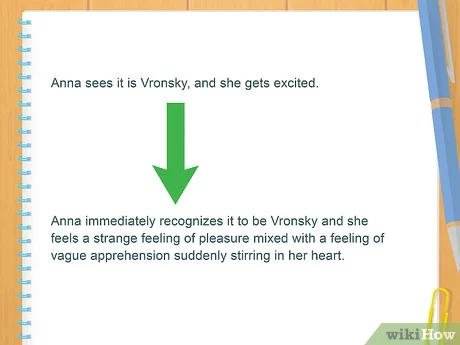 Anna sees it is Vronsky, and she gets excited.
Anna immediately recognizes it to be Vronsky and she
feels a strange feeling of pleasure mixed with a feeling of
vague apprehension suddenly stirring in her heart.
wikiHow